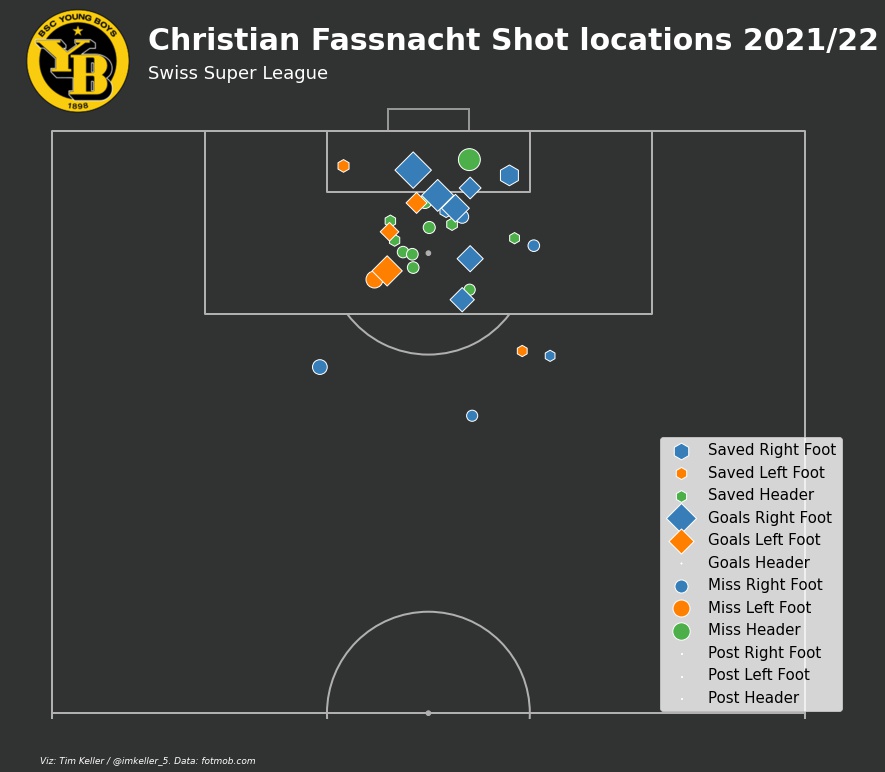 BSC YOUNG BOYS
YB
1898
Christian Fassnacht Shot locations 2021/22
Swiss Super League
Saved Right Foot
Saved Left Foot
Saved Header
Goals Right Foot
Goals Left Foot
Goals Header
Miss Right Foot
Miss Left Foot
Miss Header
Post Right Foot
Post Left Foot
Post Header
Viz: Tim Keller / @imkeller_5. Data: fotmob.com